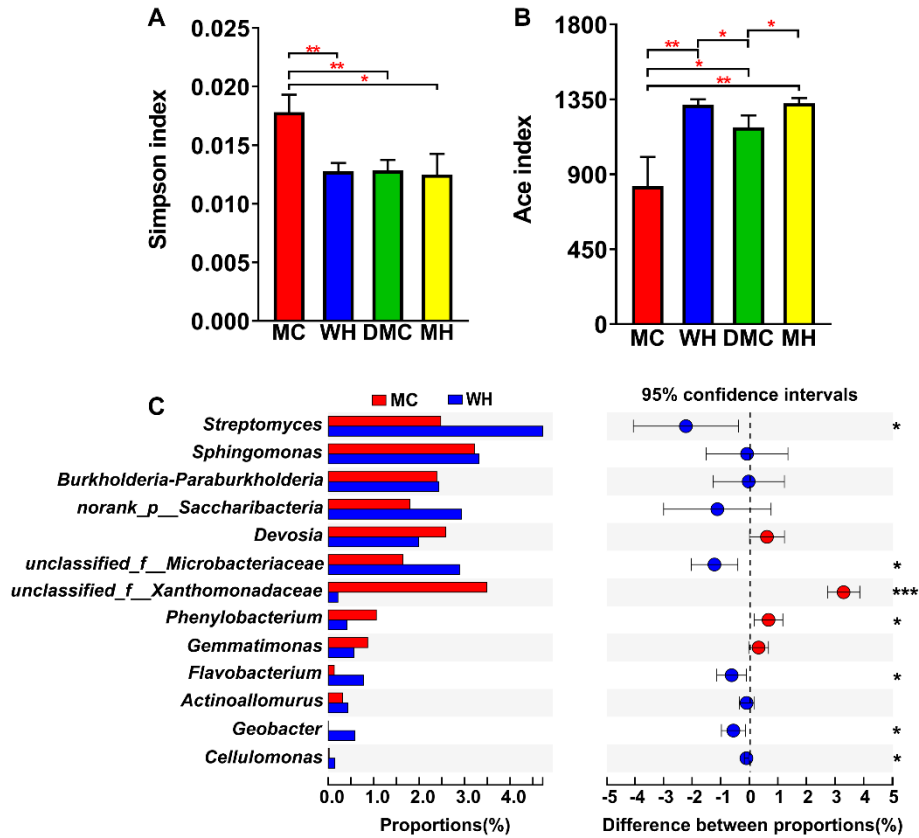 A
Simpson index
0.025
0.020
0.015
0.010
0.005
0.000
**
**
*
MC WH DMC MH
B
Ace index
1800
1350
900
450
0
*
**
*
*
**
MC WH DMC MH
C
MC WH
95% confidence intervals
Streptomyces *
Sphingomonas
Burkholderia-Paraburkholderia
norank_p__Saccharibacteria
Devosia
unclassified_f__Microbacteriaceae *
unclassified_f__Xanthomonadaceae ***
Phenylobacterium *
Gemmatimonas
Flavobacterium *
Actinoallomurus
Geobacter *
Cellulomonas *
0.0 1.0 2.0 3.0 4.0
Proportions(%)
-5 -4 -3 -2 -1 0 1 2 3 4 5
Difference between proportions(%)